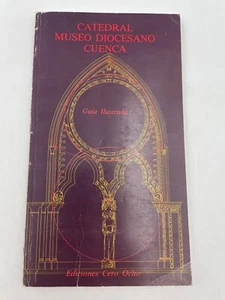 CATEDRAL
MUSEO DIOCESANO
CUENCA
Guía Ilustrada
Ediciones Cero Ocho